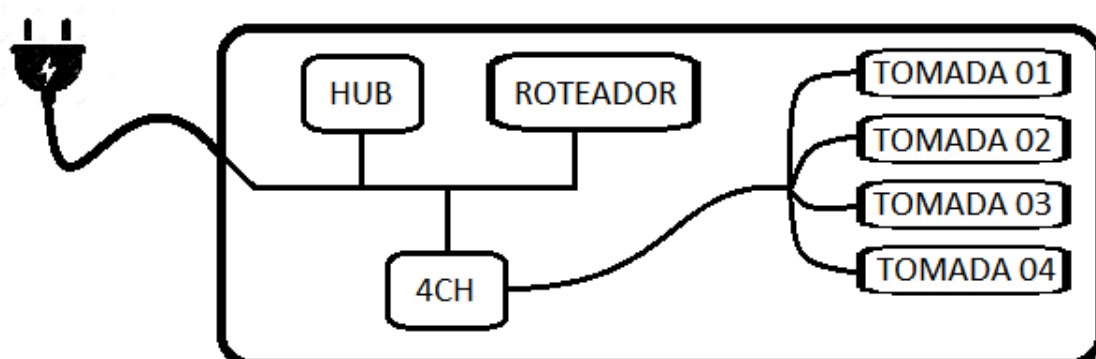 HUB
ROTEADOR
4CH
TOMADA 01
TOMADA 02
TOMADA 03
TOMADA 04